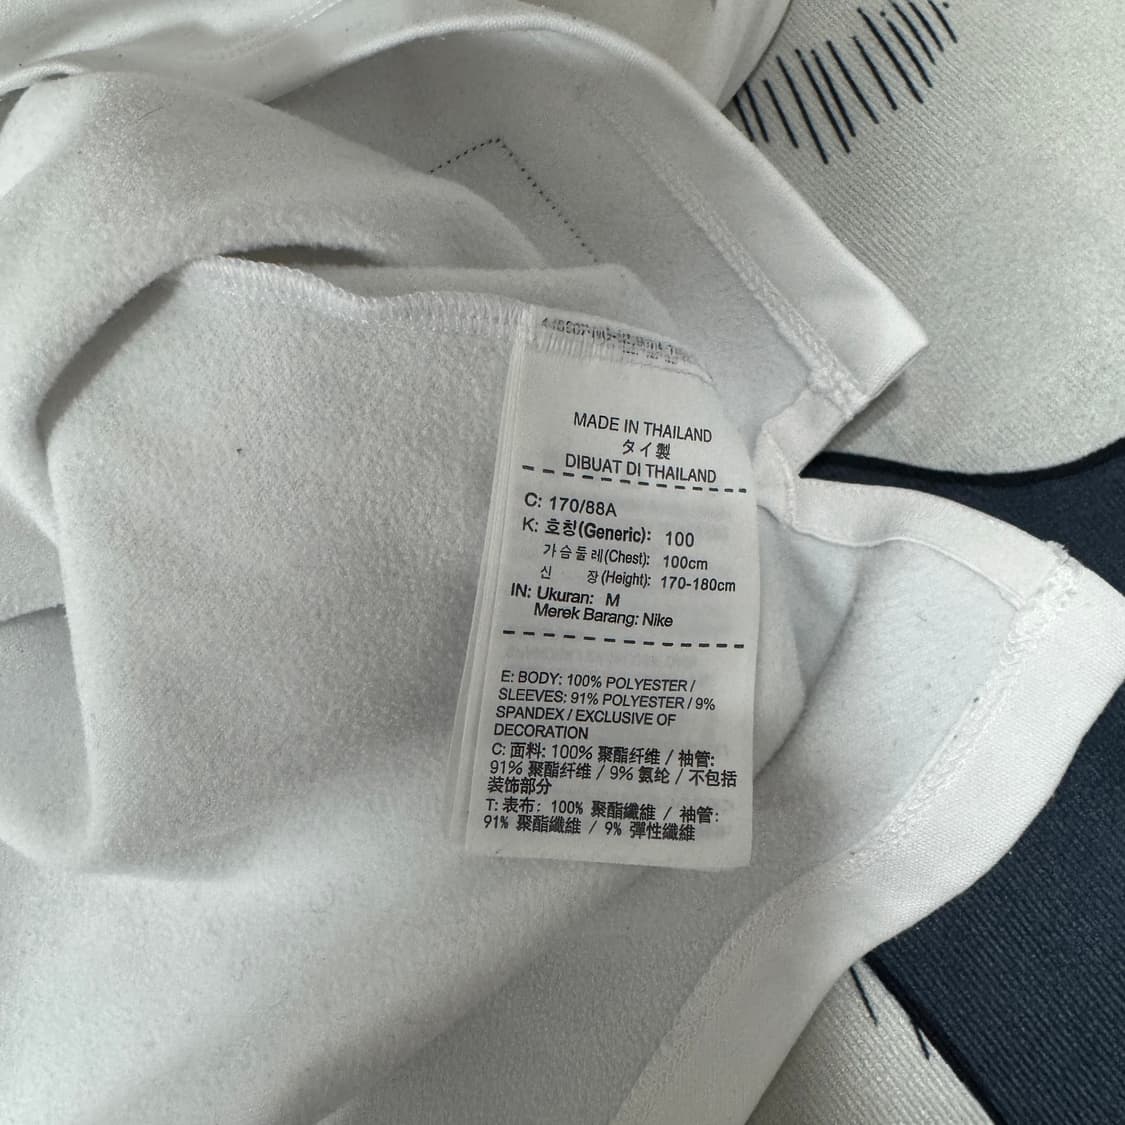 MADE IN THAILAND
タイ製
DIBUAT DI THAILAND
C: 170/88A
K: 호칭(Generic): 100
가슴둘레(Chest): 100cm
신 장(Height): 170-180cm
IN: Ukuran: M
Merek Barang: Nike
E: BODY: 100% POLYESTER /
SLEEVES: 91% POLYESTER / 9%
SPANDEX / EXCLUSIVE OF
DECORATION
C: 面料: 100% 聚酯纤维 / 袖管:
91% 聚酯纤维 / 9% 氨纶 / 不包括
装饰部分
T: 表布: 100% 聚酯纖維 / 袖管:
91% 聚酯纖維 / 9% 彈性纖維